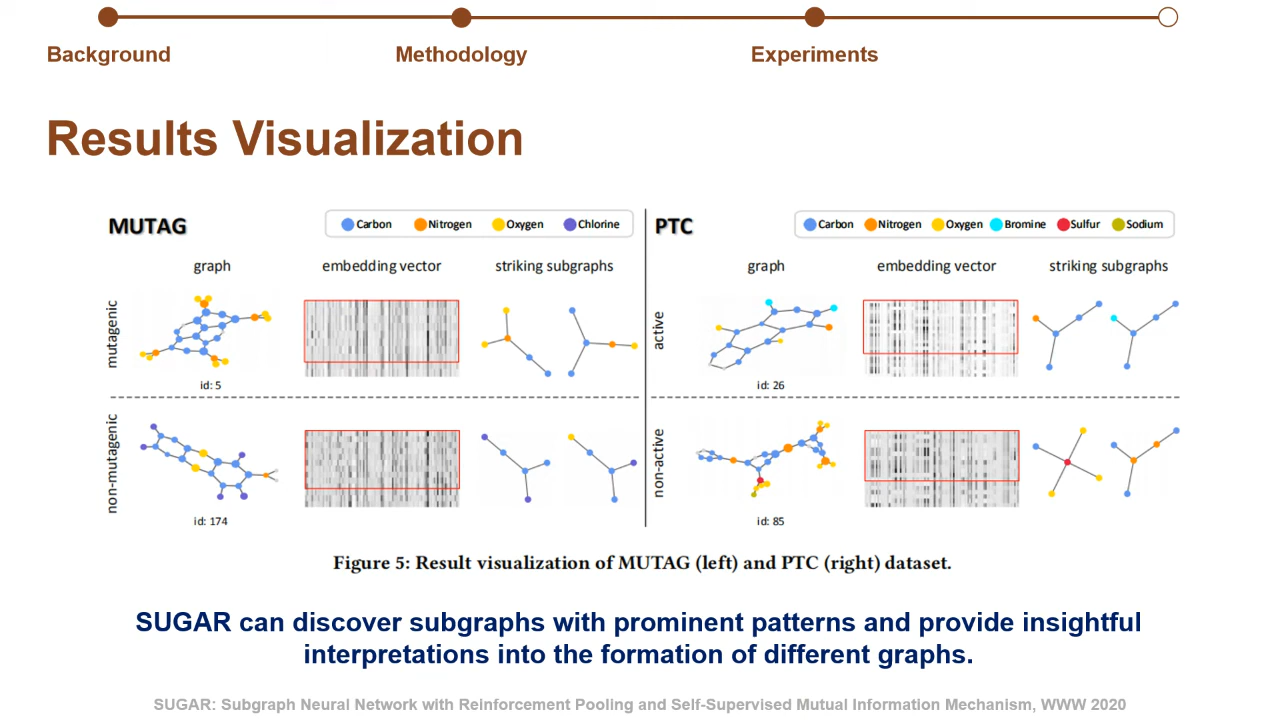 Background
Methodology
Experiments
Results Visualization
MUTAG
Carbon Nitrogen Oxygen Chlorine
graph embedding vector striking subgraphs
mutagenic
id: 5
non-mutagenic
id: 174
PTC
Carbon Nitrogen Oxygen Bromine Sulfur Sodium
graph embedding vector striking subgraphs
active
id: 26
non-active
id: 85
Figure 5: Result visualization of MUTAG (left) and PTC (right) dataset.
SUGAR can discover subgraphs with prominent patterns and provide insightful
interpretations into the formation of different graphs.
SUGAR: Subgraph Neural Network with Reinforcement Pooling and Self-Supervised Mutual Information Mechanism, WWW 2020